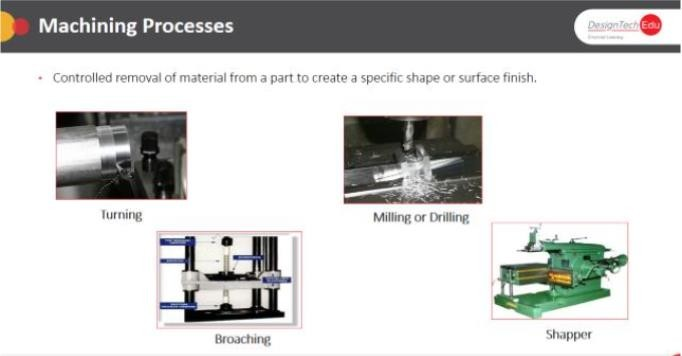 Machining Processes
DesignTech Edu
• Controlled removal of material from a part to create a specific shape or surface finish.
Turning
Milling or Drilling
Broaching
Shapper